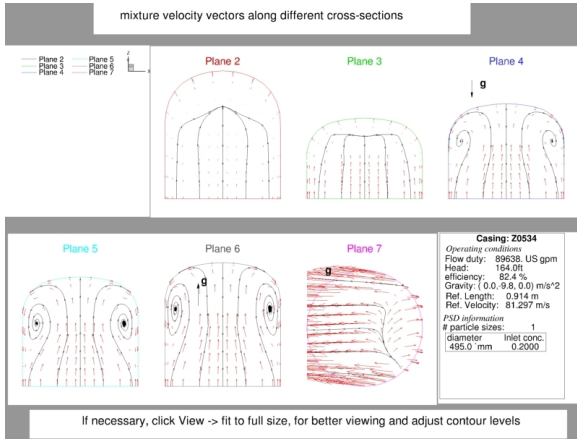 mixture velocity vectors along different cross-sections
Plane 2 Plane 5
Plane 3 Plane 6
Plane 4 Plane 7
z
x
Plane 2
Plane 3
Plane 4
g
Plane 5
Plane 6
Plane 7
g
g
Casing: Z0534
Operating conditions
Flow duty: 89638. US gpm
Head: 164.0ft
efficiency: 82.4 %
Gravity: ( 0.0,-9.8, 0.0) m/s^2
Ref. Length: 0.914 m
Ref. Velocity: 81.297 m/s
PSD information
# particle sizes: 1
diameter Inlet conc.
495.0 mm 0.2000
If necessary, click View -> fit to full size, for better viewing and adjust contour levels